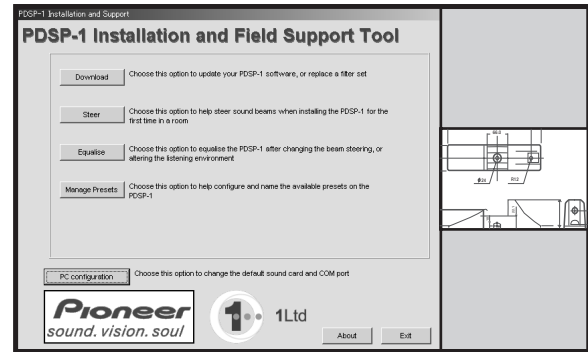 PDSP-1 Installation and Support
PDSP-1 Installation and Field Support Tool
Download
Choose this option to update your PDSP-1 software, or replace a filter set
Steer
Choose this option to help steer sound beams when installing the PDSP-1 for the
first time in a room
Equalise
Choose this option to equalise the PDSP-1 after changing the beam steering, or
altering the listening environment
Manage Presets
Choose this option to help configure and name the available presets on the
PDSP-1
PC configuration
Choose this option to change the default sound card and COM port
Pioneer
sound. vision. soul
1
1Ltd
About
Exit
R12